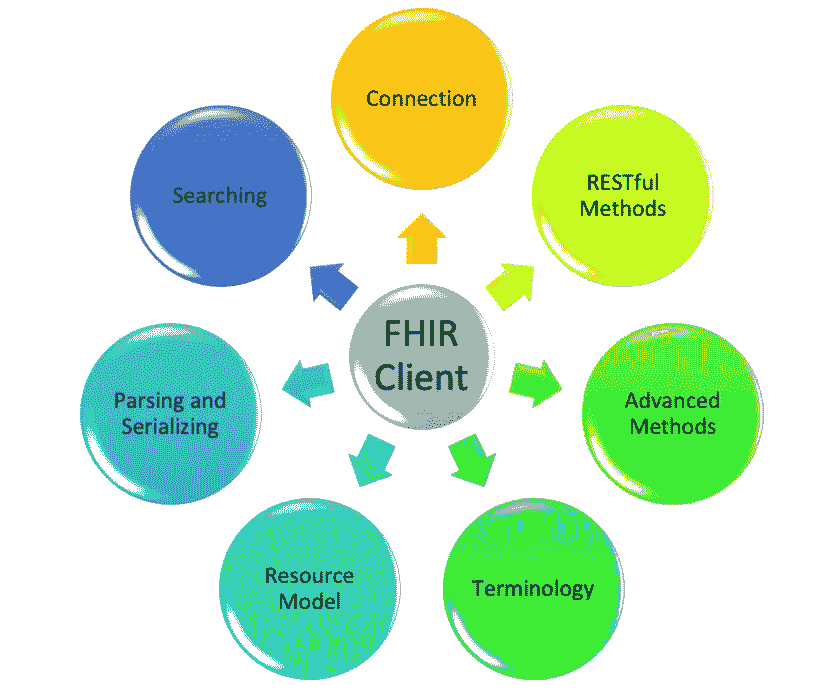 Connection
RESTful
Methods
Searching
FHIR
Client
Parsing and
Serializing
Advanced
Methods
Resource
Model
Terminology